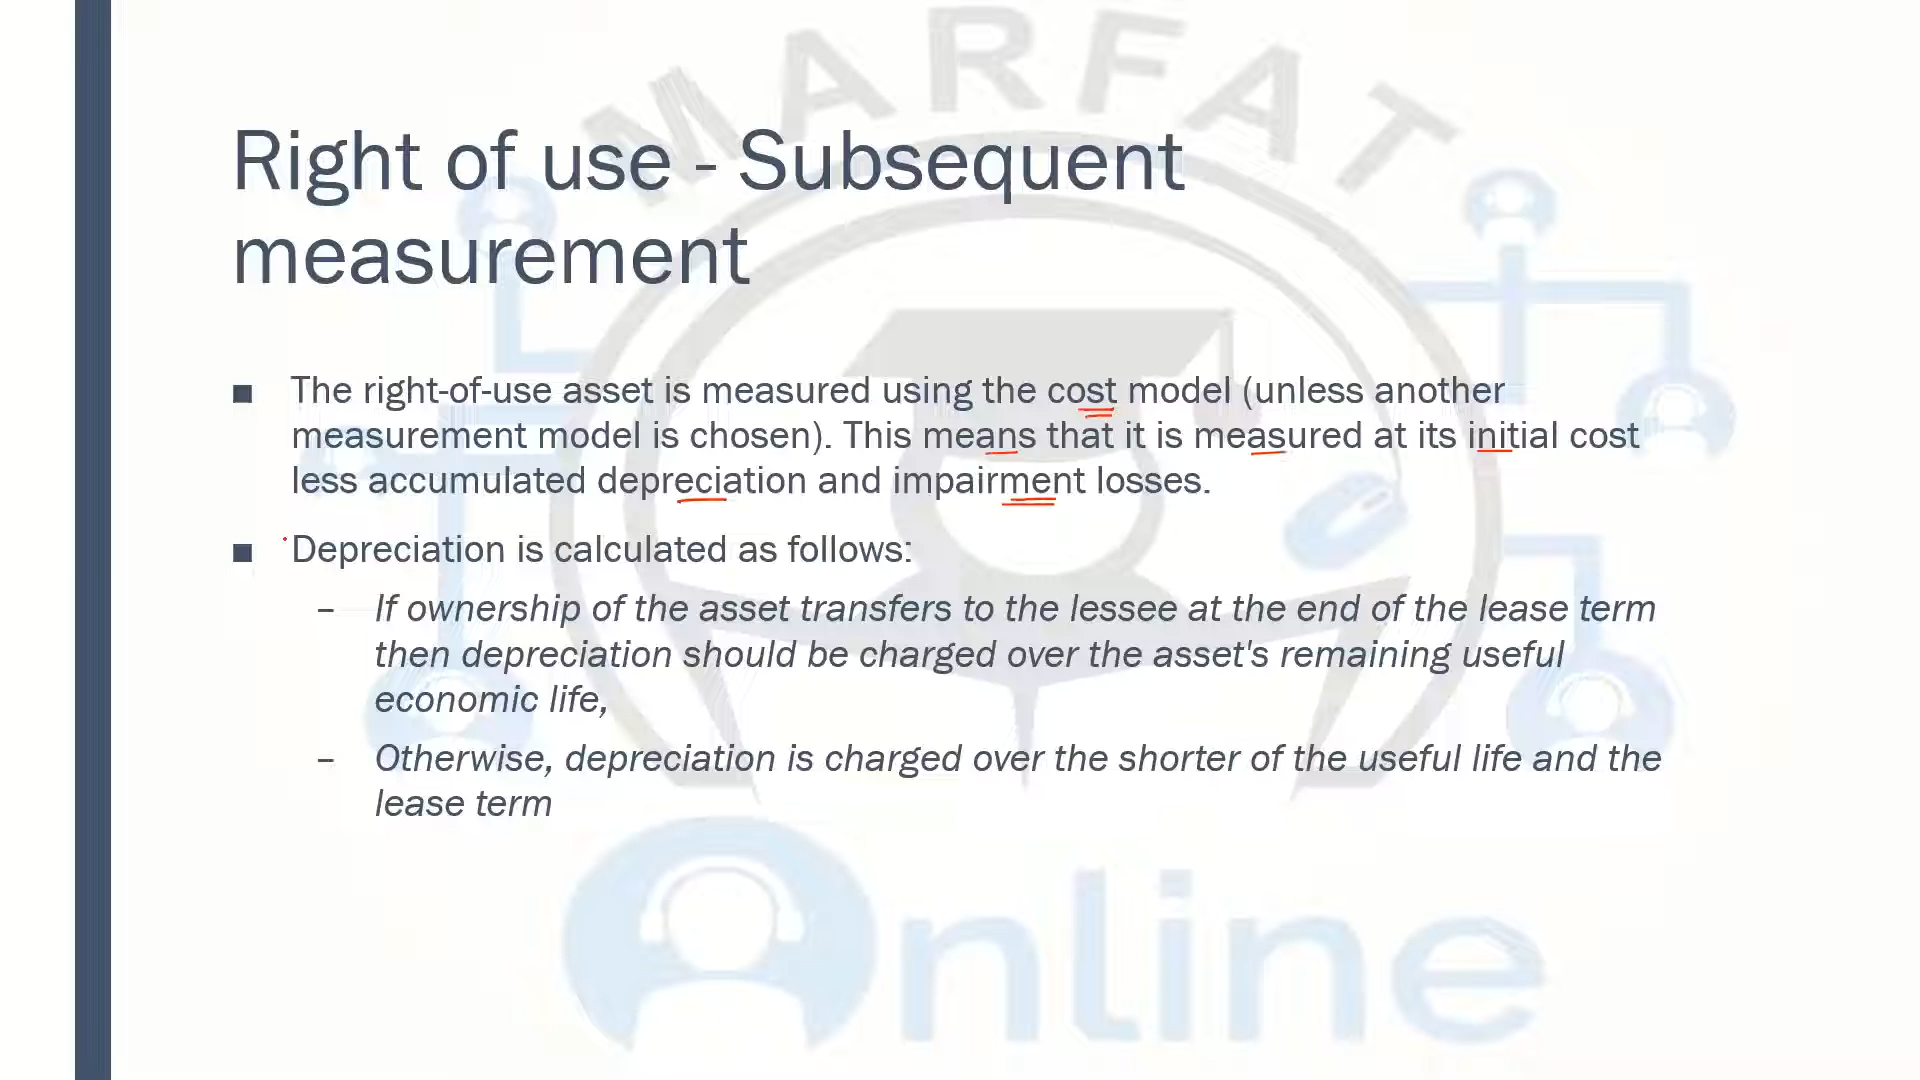 MARFAT
Right of use - Subsequent
measurement
■ The right-of-use asset is measured using the cost model (unless another
measurement model is chosen). This means that it is measured at its initial cost
less accumulated depreciation and impairment losses.
■ Depreciation is calculated as follows:
– If ownership of the asset transfers to the lessee at the end of the lease term
then depreciation should be charged over the asset's remaining useful
economic life,
– Otherwise, depreciation is charged over the shorter of the useful life and the
lease term
Online